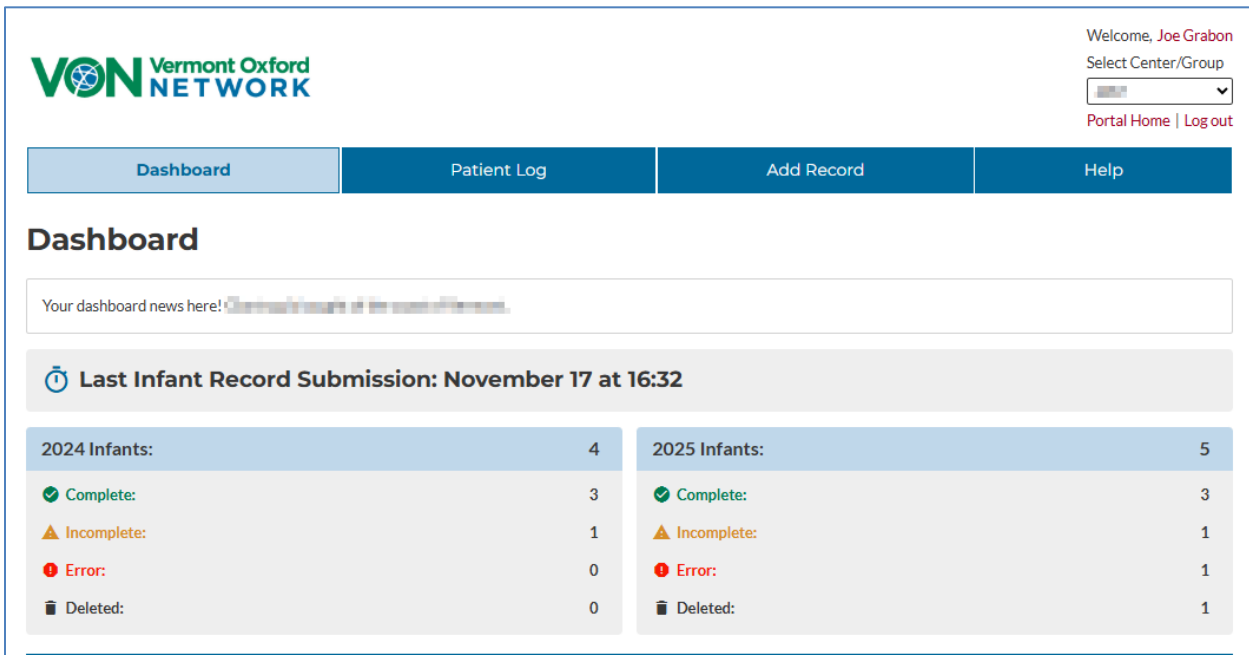 Welcome, Joe Grabon
Select Center/Group
Portal Home | Log out
VON Vermont Oxford
NETWORK
Dashboard
Patient Log
Add Record
Help
Dashboard
Your dashboard news here!
Last Infant Record Submission: November 17 at 16:32
2024 Infants: 4
Complete: 3
Incomplete: 1
Error: 0
Deleted: 0
2025 Infants: 5
Complete: 3
Incomplete: 1
Error: 1
Deleted: 1